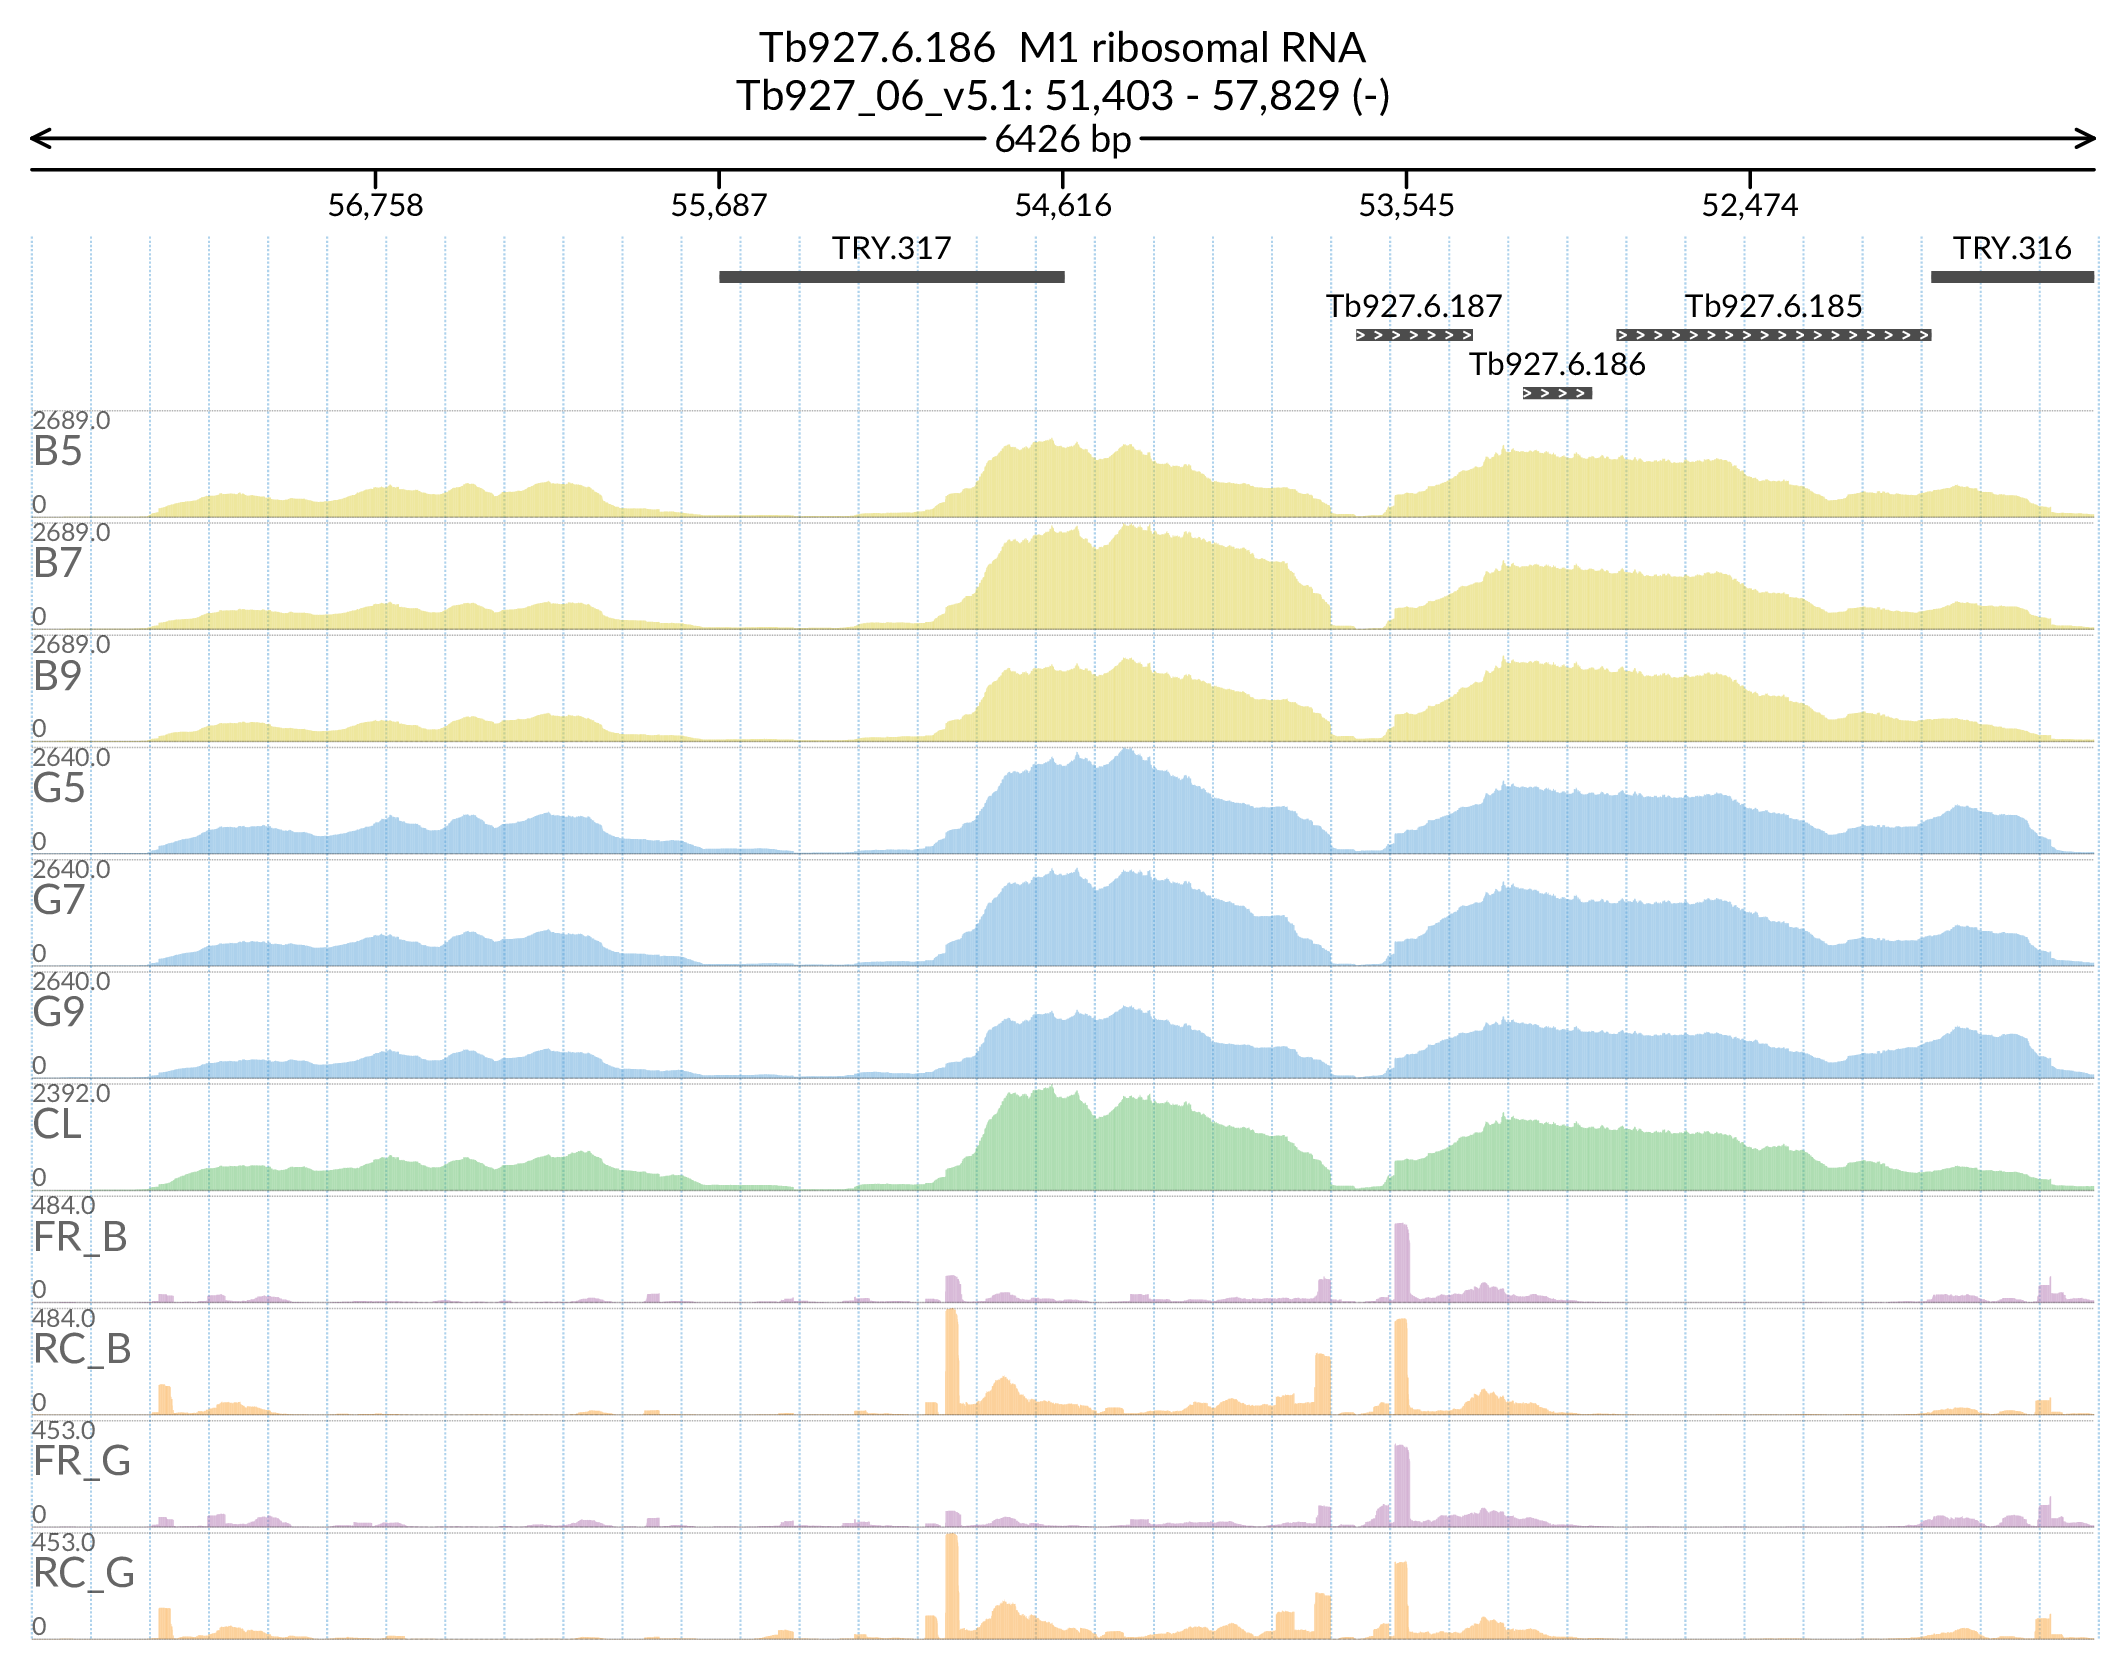 Tb927.6.186  M1 ribosomal RNA
Tb927_06_v5.1: 51,403 - 57,829 (-)
6426 bp
56,758 55,687 54,616 53,545 52,474
TRY.317 TRY.316
Tb927.6.187 Tb927.6.185
Tb927.6.186
2689.0
B5
0
2689.0
B7
0
2689.0
B9
0
2640.0
G5
0
2640.0
G7
0
2640.0
G9
0
2392.0
CL
0
484.0
FR_B
0
484.0
RC_B
0
453.0
FR_G
0
453.0
RC_G
0